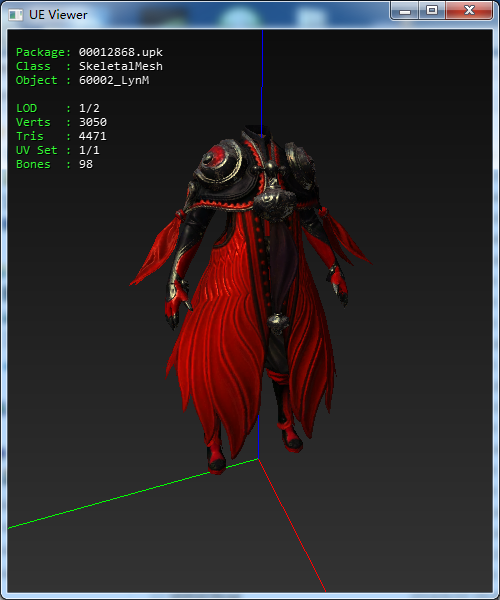 UE Viewer
Package: 00012868.upk
Class : SkeletalMesh
Object : 60002_LynM
LOD : 1/2
Verts : 3050
Tris : 4471
UV Set : 1/1
Bones : 98